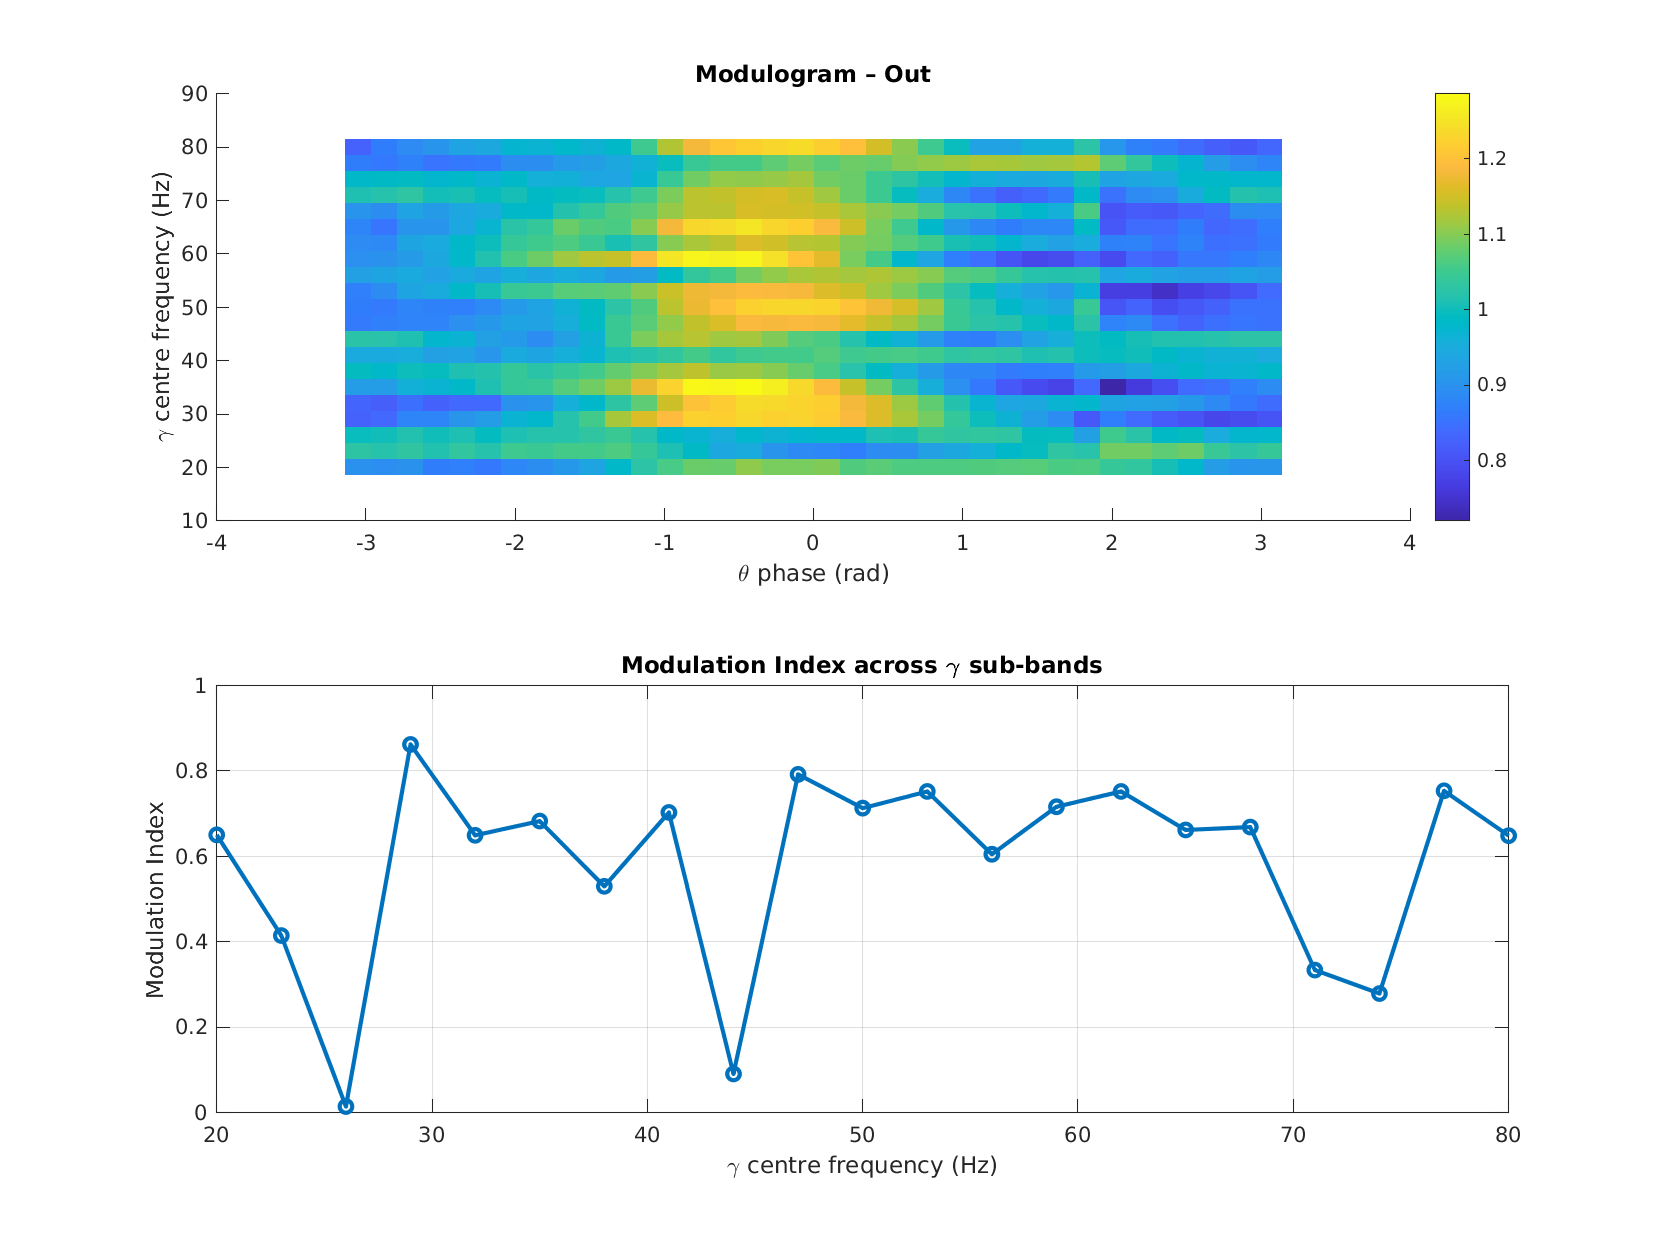 Modulogram – Out
90
80
70
60
50
40
30
20
10
γ centre frequency (Hz)
-4 -3 -2 -1 0 1 2 3 4
θ phase (rad)
1.2
1.1
1
0.9
0.8
Modulation Index across γ sub-bands
1
0.8
0.6
0.4
0.2
0
Modulation Index
20 30 40 50 60 70 80
γ centre frequency (Hz)